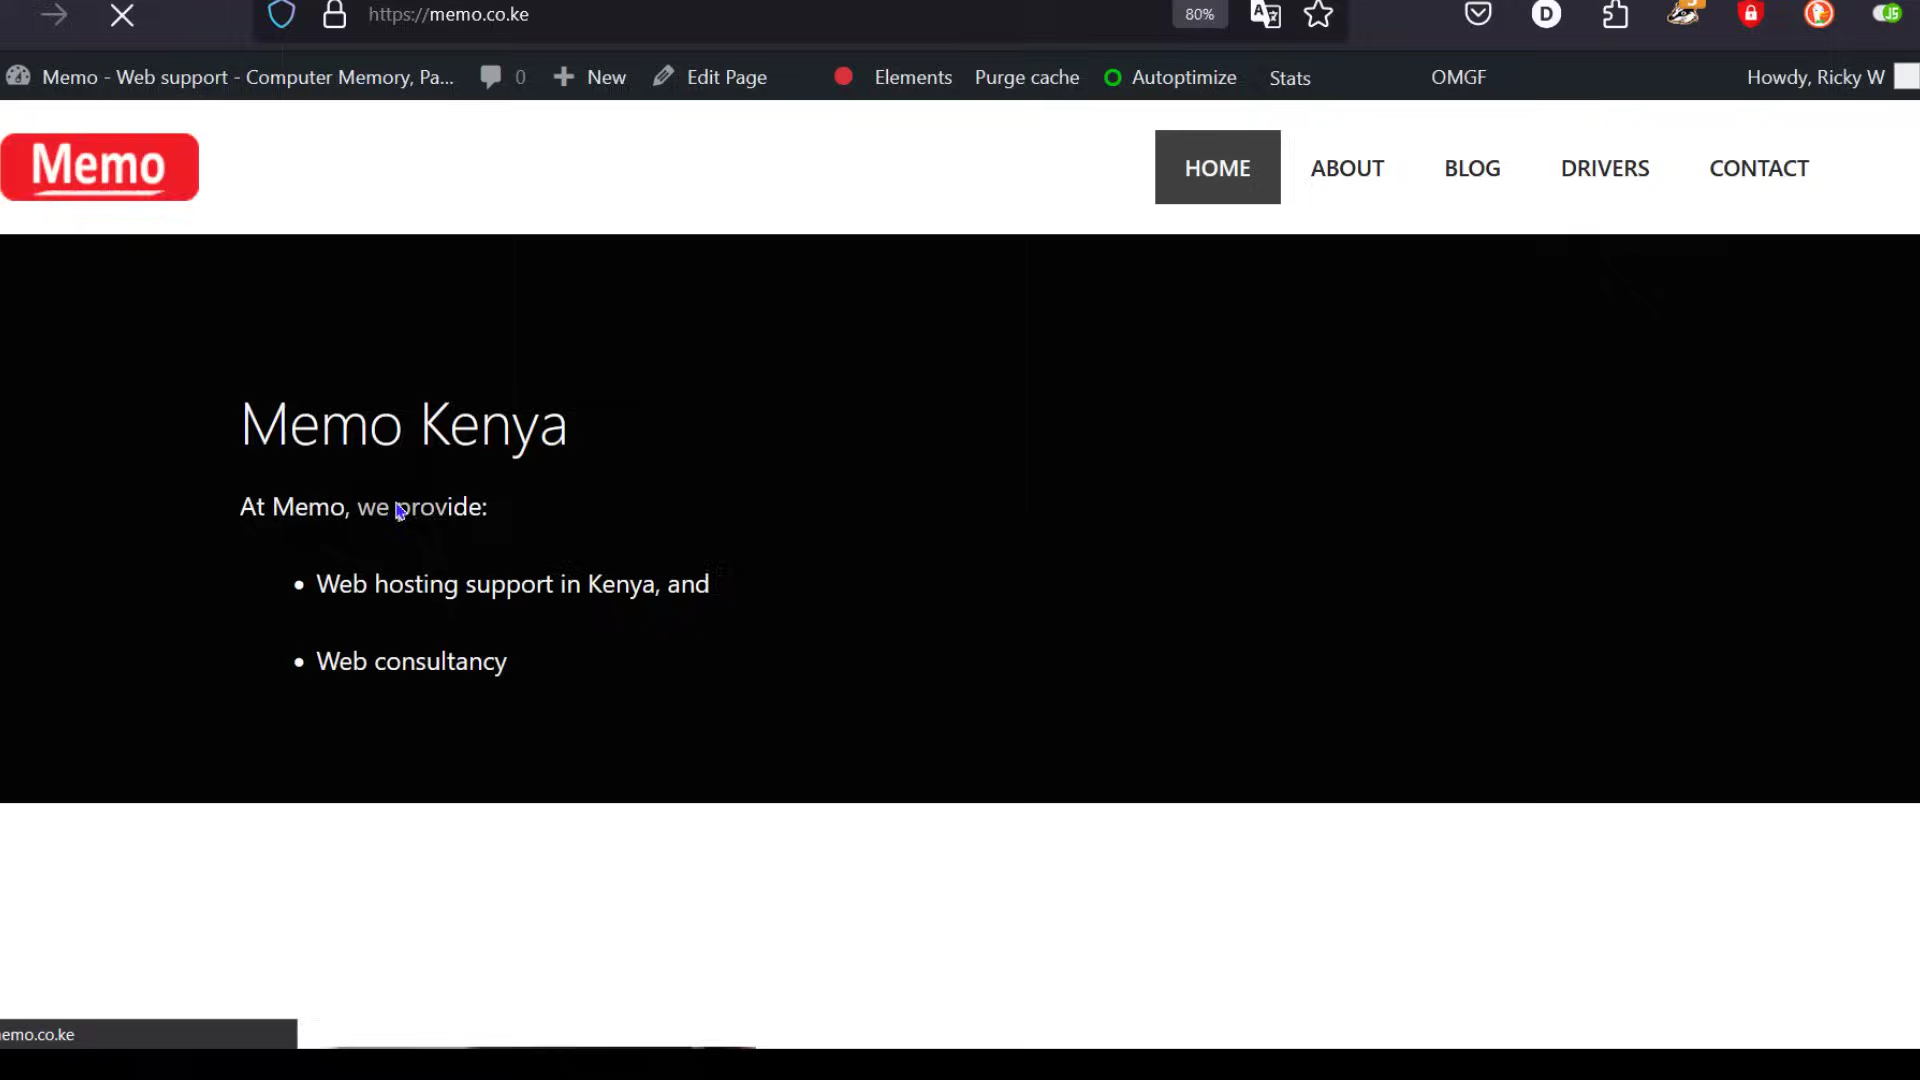 https://memo.co.ke
80%
D
JS
Memo - Web support - Computer Memory, Pa...
0
New
Edit Page
Elements
Purge cache
Autoptimize
Stats
OMGF
Howdy, Ricky W
Memo
HOME
ABOUT
BLOG
DRIVERS
CONTACT
Memo Kenya
At Memo, we provide:
• Web hosting support in Kenya, and
• Web consultancy
emo.co.ke